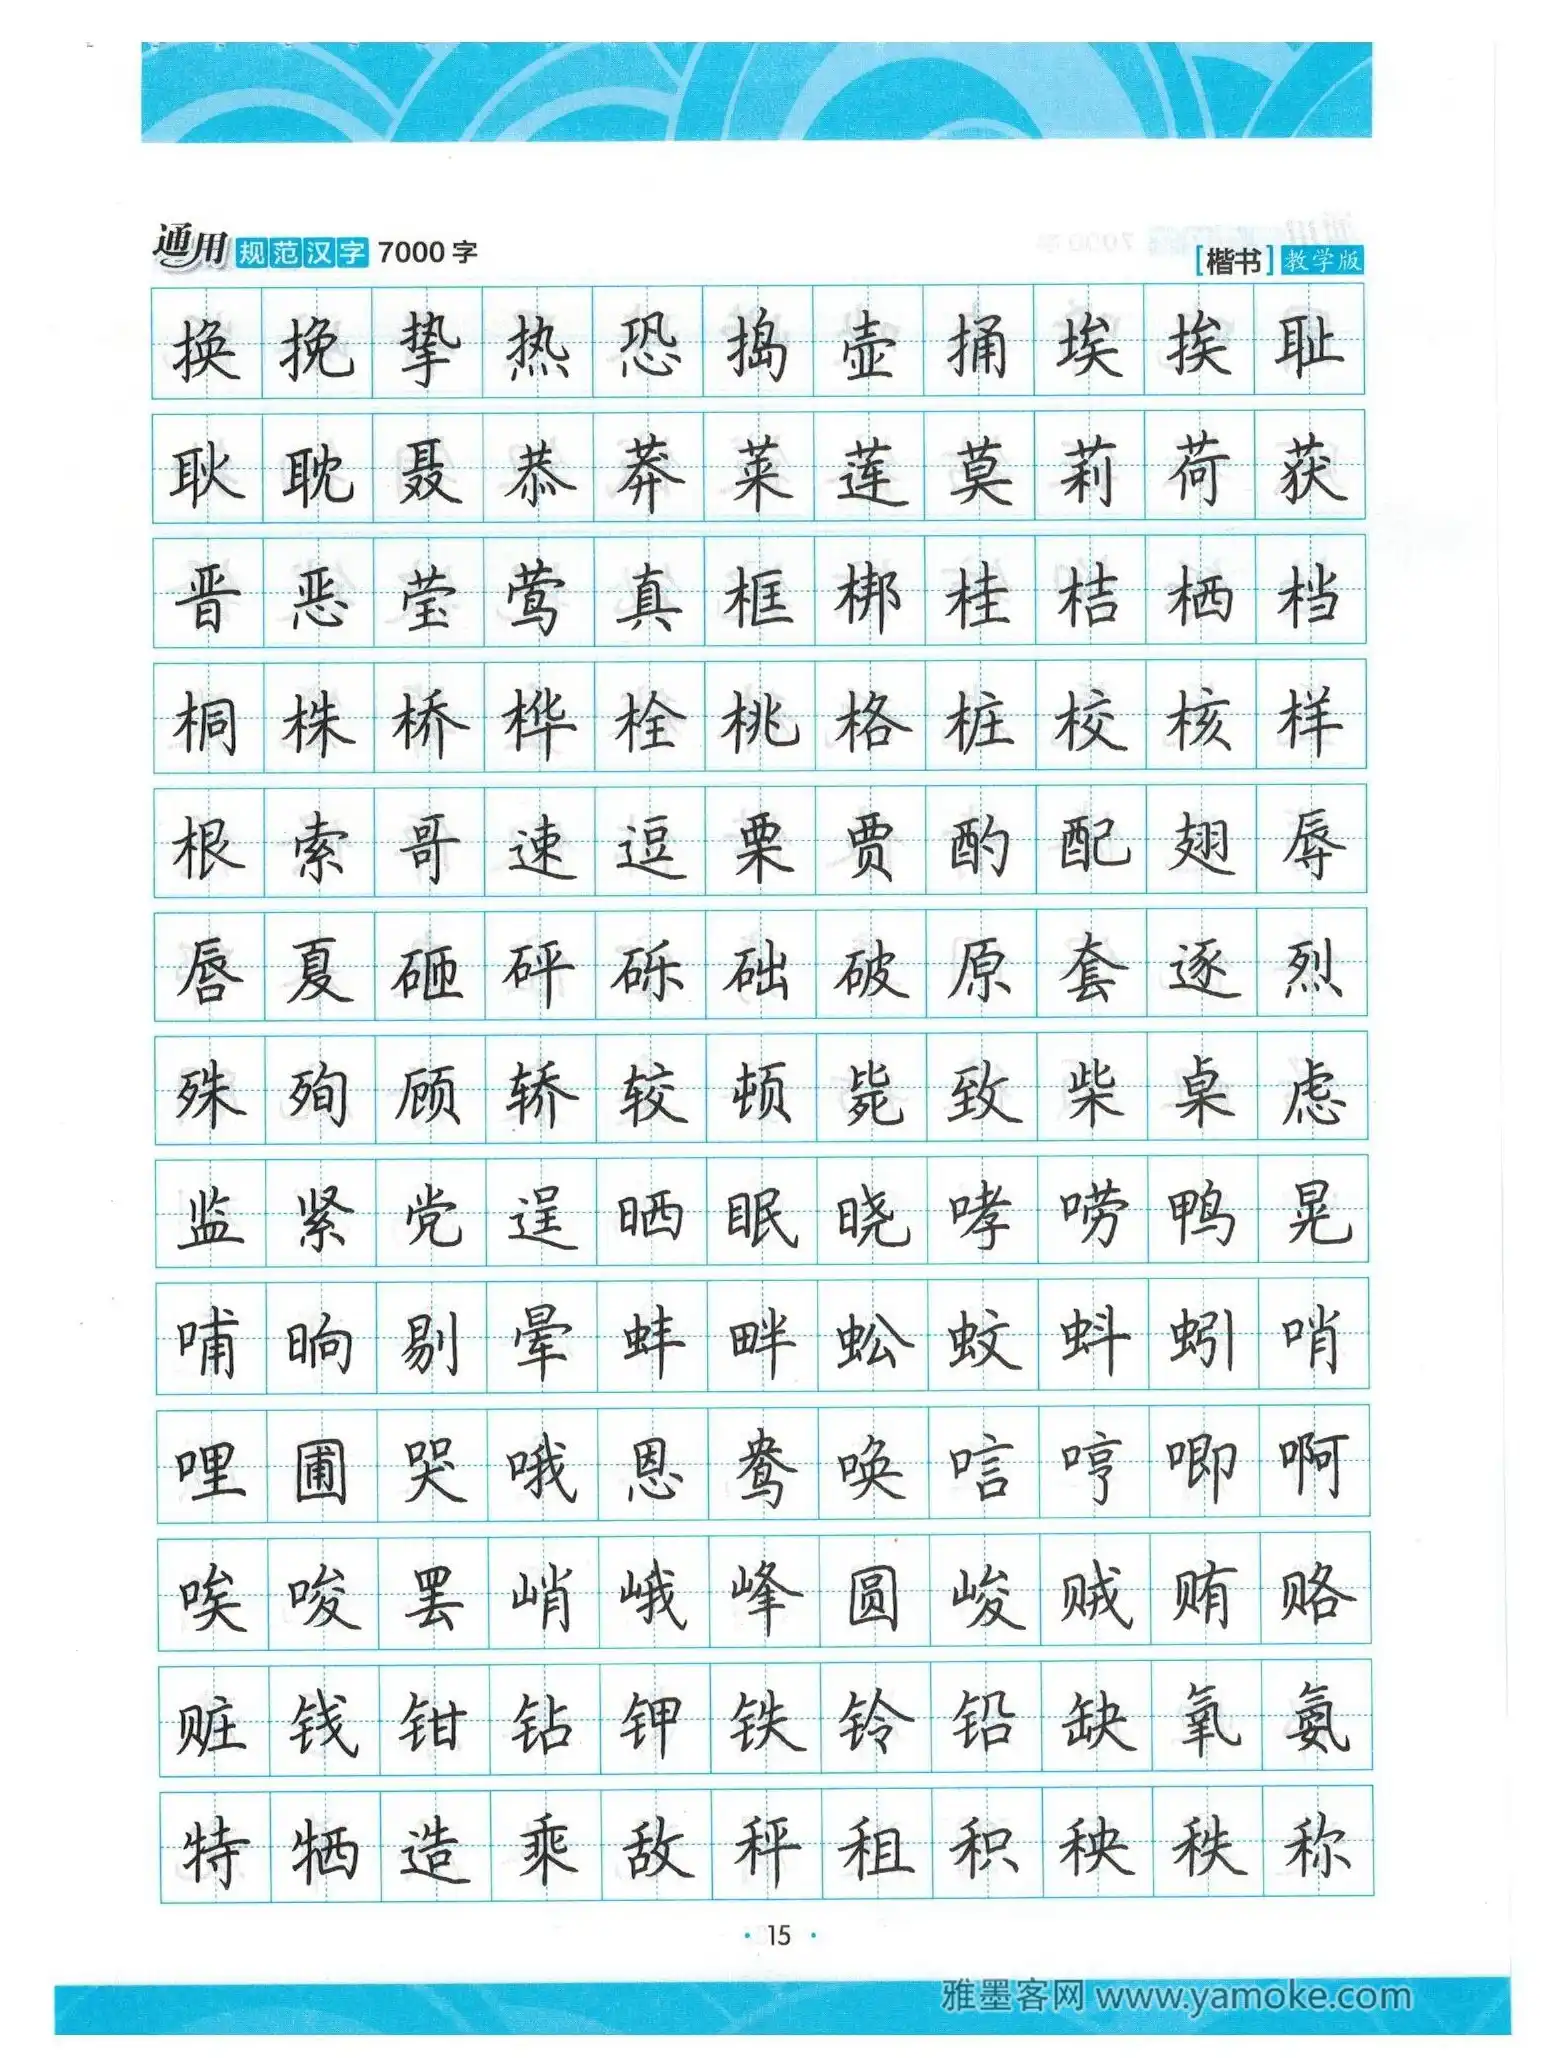 通用规范汉字7000字 [楷书]教学版
换挽挚热恐捣壶捅埃挨耻
耿耽聂恭莽莱莲莫莉荷获
晋恶莹莺真框梆桂桔栖档
桐株桥桦栓桃格桩校核样
根索哥速逗栗贾酌配翅辱
唇夏砸砰砾础破原套逐烈
殊殉顾轿较顿毙致柴桌虑
监紧党逞晒眠晓哮唠鸭晃
哺晌剔晕蚌畔蚣蚊蚪蚓哨
哩圃哭哦恩鸯唤唁哼唧啊
唉唆罢峭峨峰圆峻贼贿赂
赃钱钳钻钾铁铃铅缺氧氨
特牺造乘敌秤租积秧秩称
· 15 ·
雅墨客网 www.yamoke.com